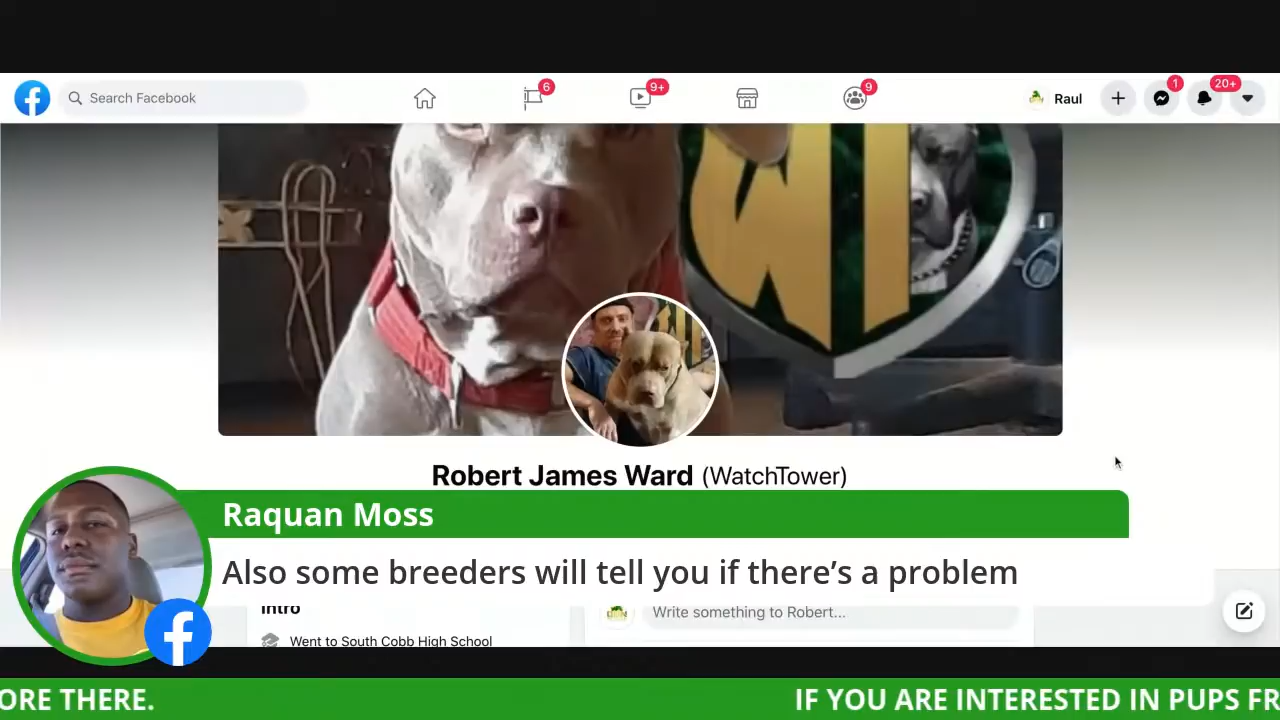 Search Facebook
6
9+
9
Raul
1
20+
WT
Robert James Ward (WatchTower)
Raquan Moss
Also some breeders will tell you if there's a problem
Intro
Write something to Robert...
Went to South Cobb High School
ORE THERE.
IF YOU ARE INTERESTED IN PUPS FR